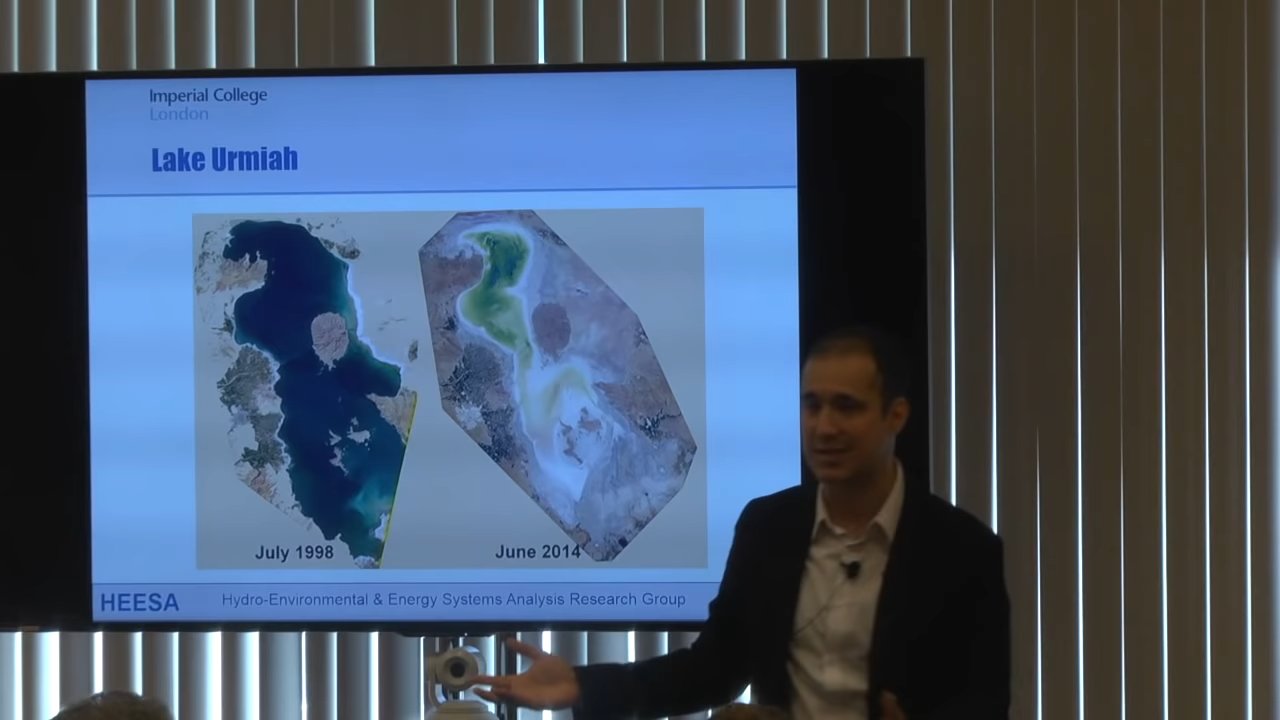 Imperial College
London
Lake Urmiah
July 1998
June 2014
HEESA
Hydro-Environmental & Energy Systems Analysis Research Group